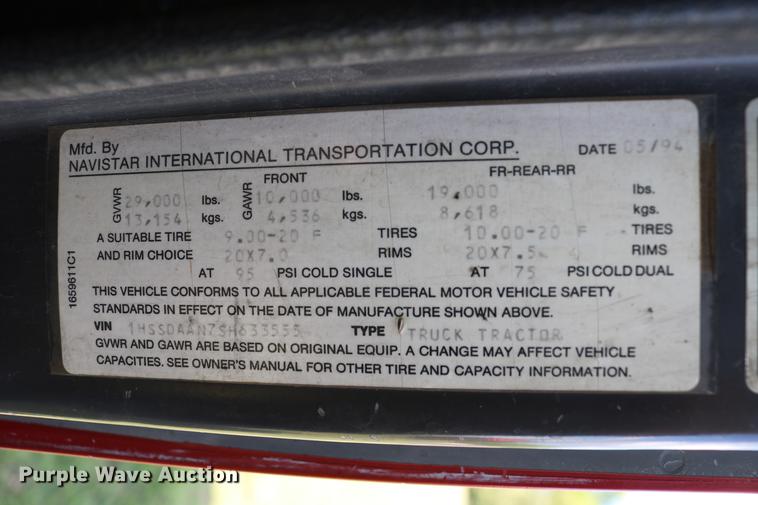 Mfd. By
NAVISTAR INTERNATIONAL TRANSPORTATION CORP. DATE 05/94
FRONT FR-REAR-RR
GVWR 29,000 lbs. GAWR 10,000 lbs. 19,000 lbs.
13,154 kgs. 4,536 kgs. 8,618 kgs.
A SUITABLE TIRE 9.00-20 F TIRES 10.00-20 F TIRES
AND RIM CHOICE 20X7.0 RIMS 20X7.5 RIMS
AT 95 PSI COLD SINGLE AT 75 PSI COLD DUAL
THIS VEHICLE CONFORMS TO ALL APPLICABLE FEDERAL MOTOR VEHICLE SAFETY
STANDARDS IN EFFECT ON THE DATE OF MANUFACTURE SHOWN ABOVE.
VIN TYPE TRUCK TRACTOR
GVWR AND GAWR ARE BASED ON ORIGINAL EQUIP. A CHANGE MAY AFFECT VEHICLE
CAPACITIES. SEE OWNER'S MANUAL FOR OTHER TIRE AND CAPACITY INFORMATION.
1659611C1
Purple Wave Auction